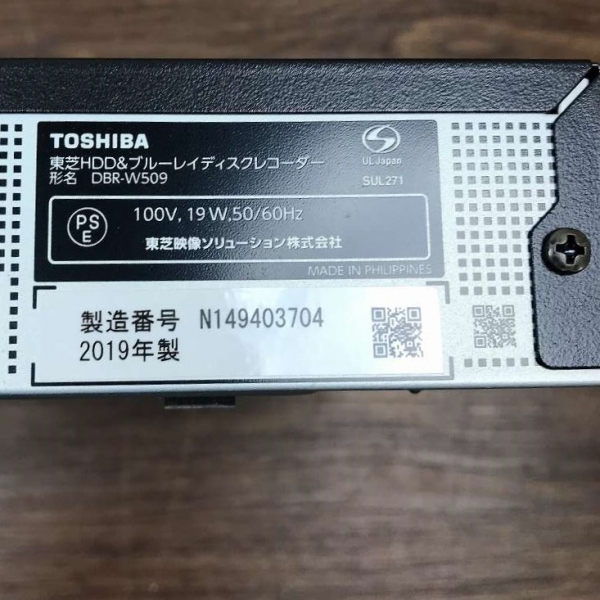 TOSHIBA
東芝HDD&ブルーレイディスクレコーダー
形名 DBR-W509
UL Japan
SUL271
PS
E
100V, 19W, 50/60Hz
東芝映像ソリューション株式会社
MADE IN PHILIPPINES
製造番号 N149403704
2019年製